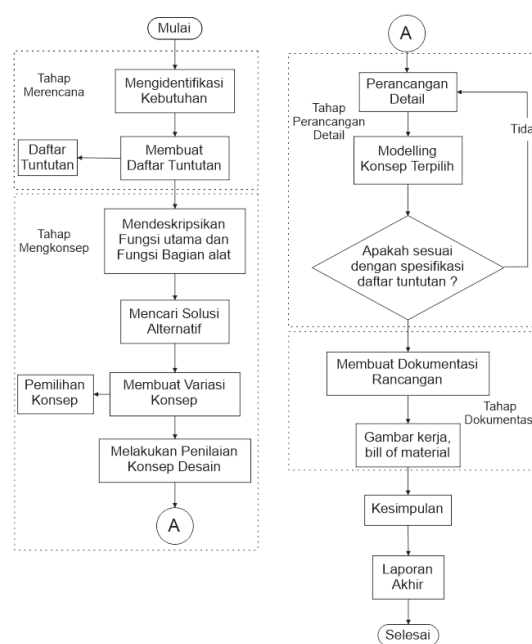 Mulai
Tahap
Merencana
Mengidentifikasi
Kebutuhan
Daftar
Tuntutan
Membuat
Daftar Tuntutan
Tahap
Mengkonsep
Mendeskripsikan
Fungsi utama dan
Fungsi Bagian alat
Mencari Solusi
Alternatif
Pemilihan
Konsep
Membuat Variasi
Konsep
Melakukan Penilaian
Konsep Desain
A
A
Perancangan
Detail
Tahap
Perancangan
Detail
Tida
Modelling
Konsep Terpilih
Apakah sesuai
dengan spesifikasi
daftar tuntutan ?
Membuat Dokumentasi
Rancangan
Tahap
Dokumentas
Gambar kerja,
bill of material
Kesimpulan
Laporan
Akhir
Selesai